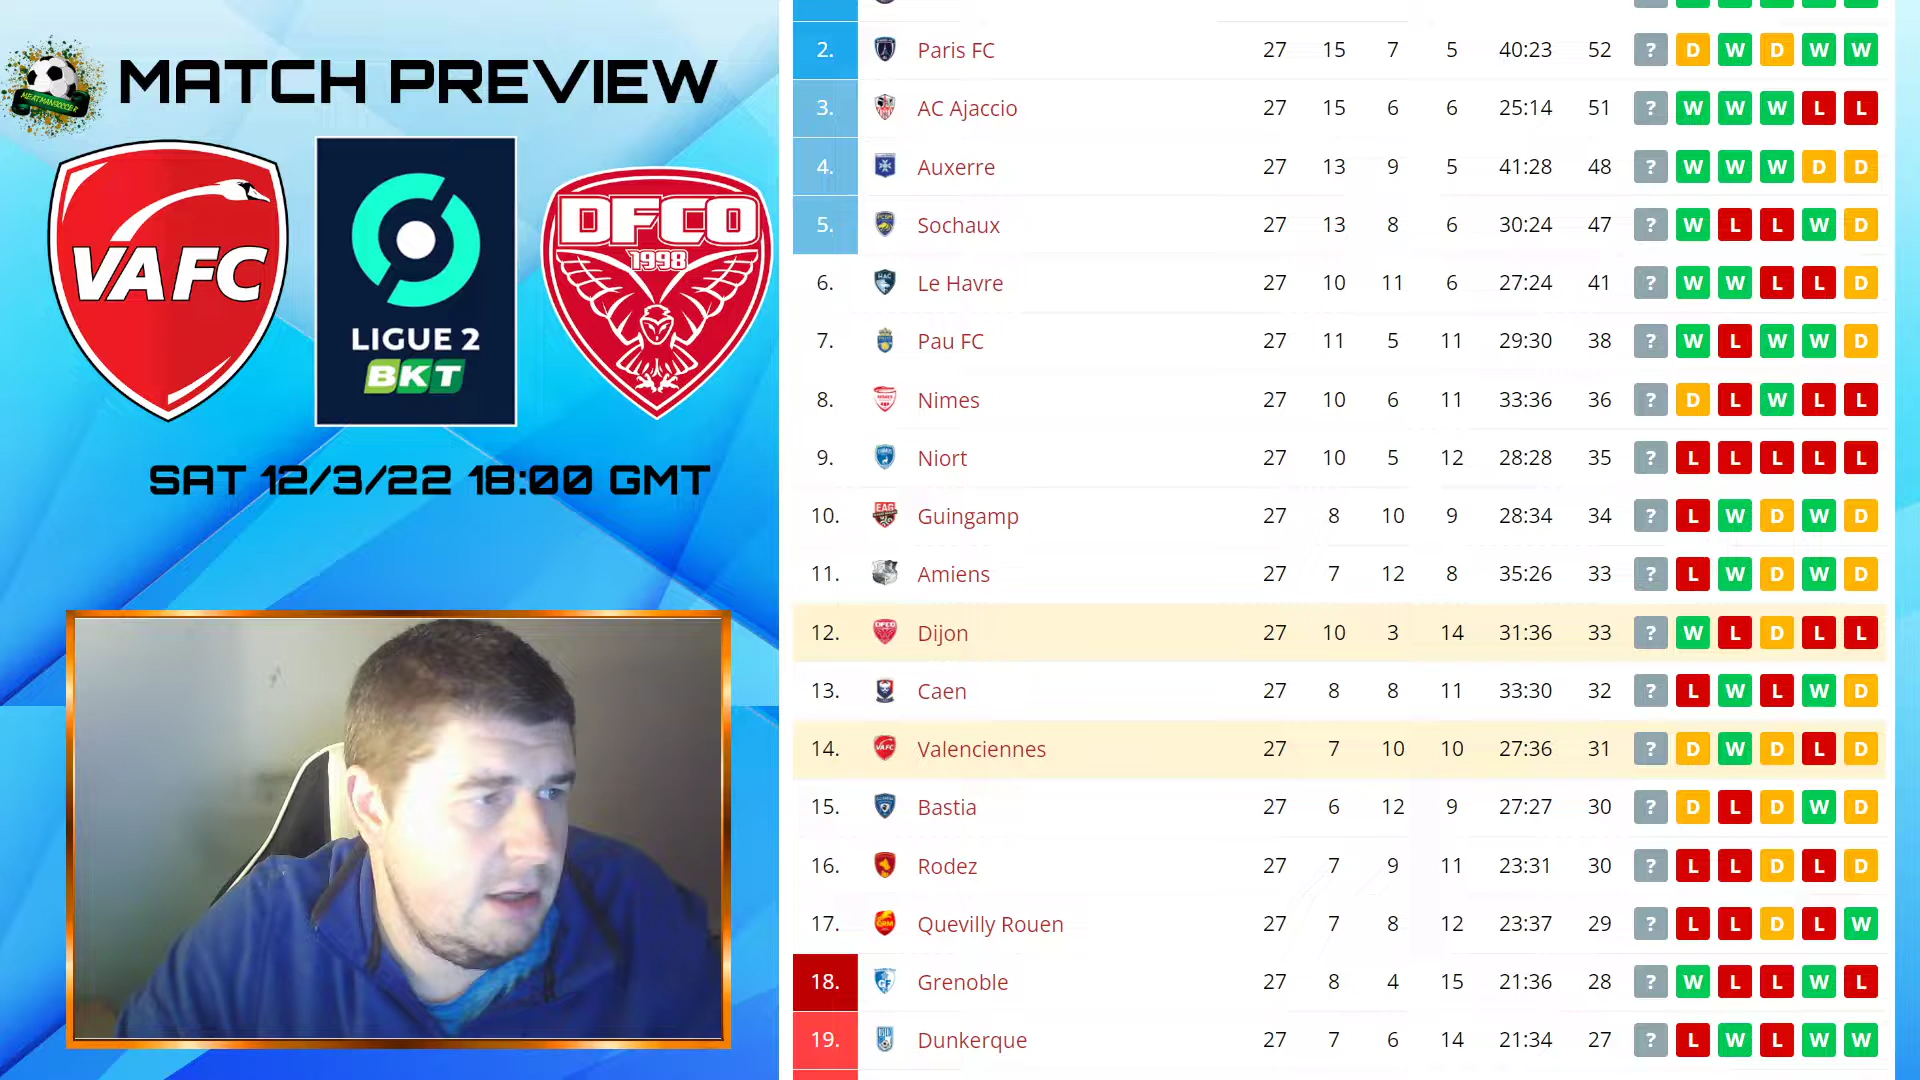 MATCH PREVIEW
MEATMANSOCCER
VAFC
LIGUE 2
BKT
DFCO
1998
SAT 12/3/22 18:00 GMT
2. Paris FC 27 15 7 5 40:23 52 ? D W D W W
3. AC Ajaccio 27 15 6 6 25:14 51 ? W W W L L
4. Auxerre 27 13 9 5 41:28 48 ? W W W D D
5. Sochaux 27 13 8 6 30:24 47 ? W L L W D
6. Le Havre 27 10 11 6 27:24 41 ? W W L L D
7. Pau FC 27 11 5 11 29:30 38 ? W L W W D
8. Nimes 27 10 6 11 33:36 36 ? D L W L L
9. Niort 27 10 5 12 28:28 35 ? L L L L L
10. Guingamp 27 8 10 9 28:34 34 ? L W D W D
11. Amiens 27 7 12 8 35:26 33 ? L W D W D
12. Dijon 27 10 3 14 31:36 33 ? W L D L L
13. Caen 27 8 8 11 33:30 32 ? L W L W D
14. Valenciennes 27 7 10 10 27:36 31 ? D W D L D
15. Bastia 27 6 12 9 27:27 30 ? D L D W D
16. Rodez 27 7 9 11 23:31 30 ? L L D L D
17. Quevilly Rouen 27 7 8 12 23:37 29 ? L L D L W
18. Grenoble 27 8 4 15 21:36 28 ? W L L W L
19. Dunkerque 27 7 6 14 21:34 27 ? L W L W W